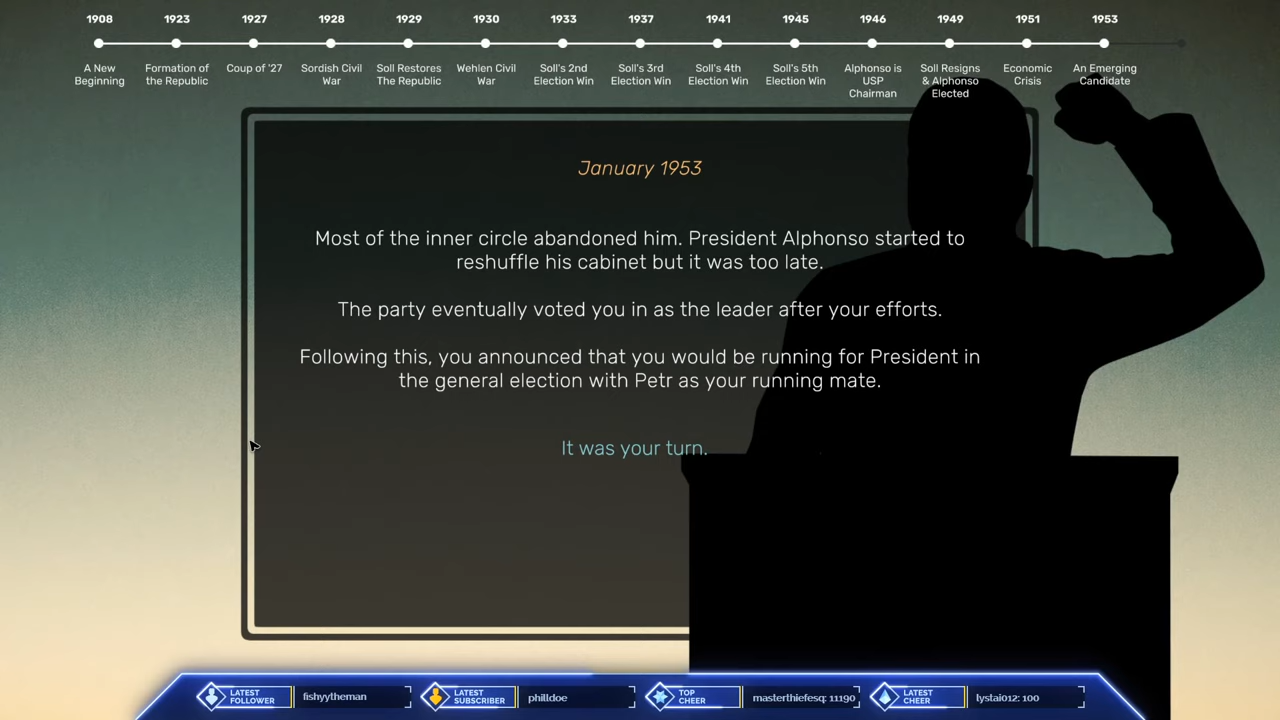 1908 1923 1927 1928 1929 1930 1933 1937 1941 1945 1946 1949 1951 1953
A New Beginning
Formation of the Republic
Coup of '27
Sordish Civil War
Soll Restores The Republic
Wehlen Civil War
Soll's 2nd Election Win
Soll's 3rd Election Win
Soll's 4th Election Win
Soll's 5th Election Win
Alphonso is USP Chairman
Soll Resigns & Alphonso Elected
Economic Crisis
An Emerging Candidate
January 1953
Most of the inner circle abandoned him. President Alphonso started to
reshuffle his cabinet but it was too late.
The party eventually voted you in as the leader after your efforts.
Following this, you announced that you would be running for President in
the general election with Petr as your running mate.
It was your turn.
LATEST FOLLOWER fishyytheman
LATEST SUBSCRIBER philldoe
TOP CHEER masterthiefesq: 11190
LATEST CHEER lystai012: 100